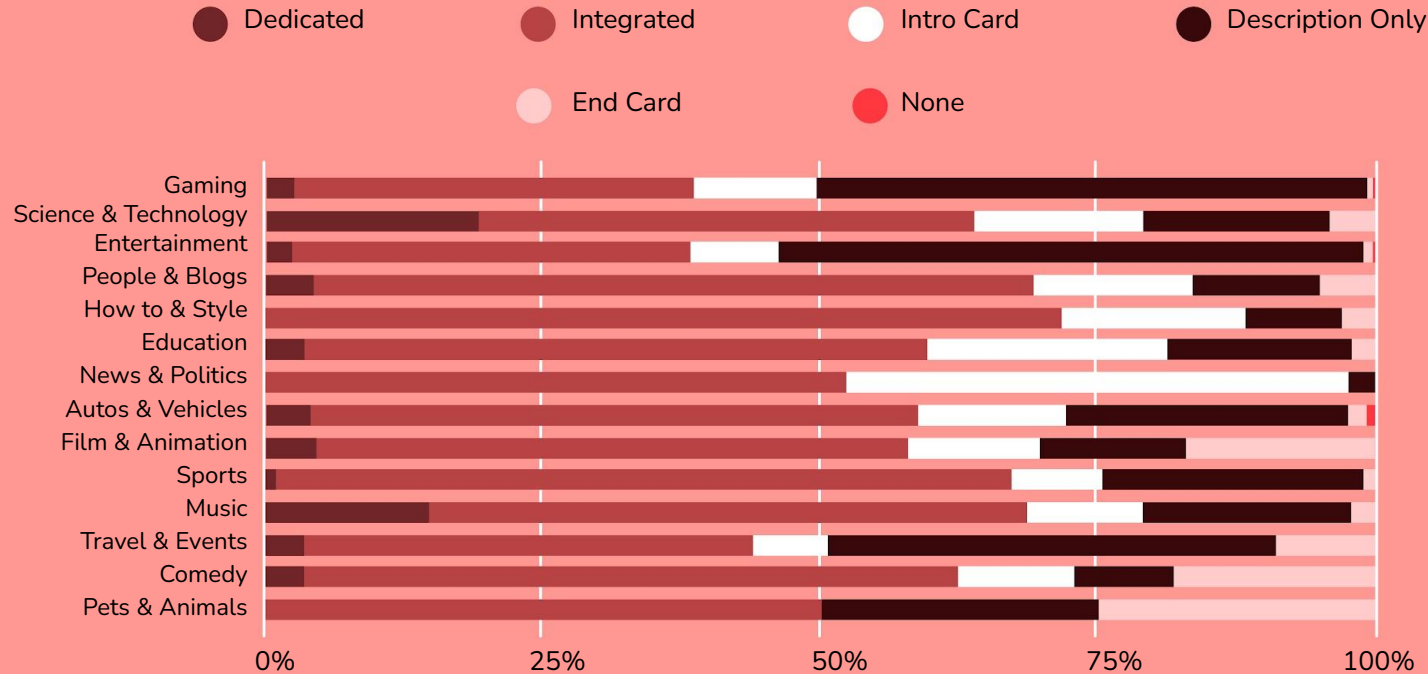 Dedicated
Integrated
Intro Card
Description Only
End Card
None
Gaming
Science & Technology
Entertainment
People & Blogs
How to & Style
Education
News & Politics
Autos & Vehicles
Film & Animation
Sports
Music
Travel & Events
Comedy
Pets & Animals
0% 25% 50% 75% 100%